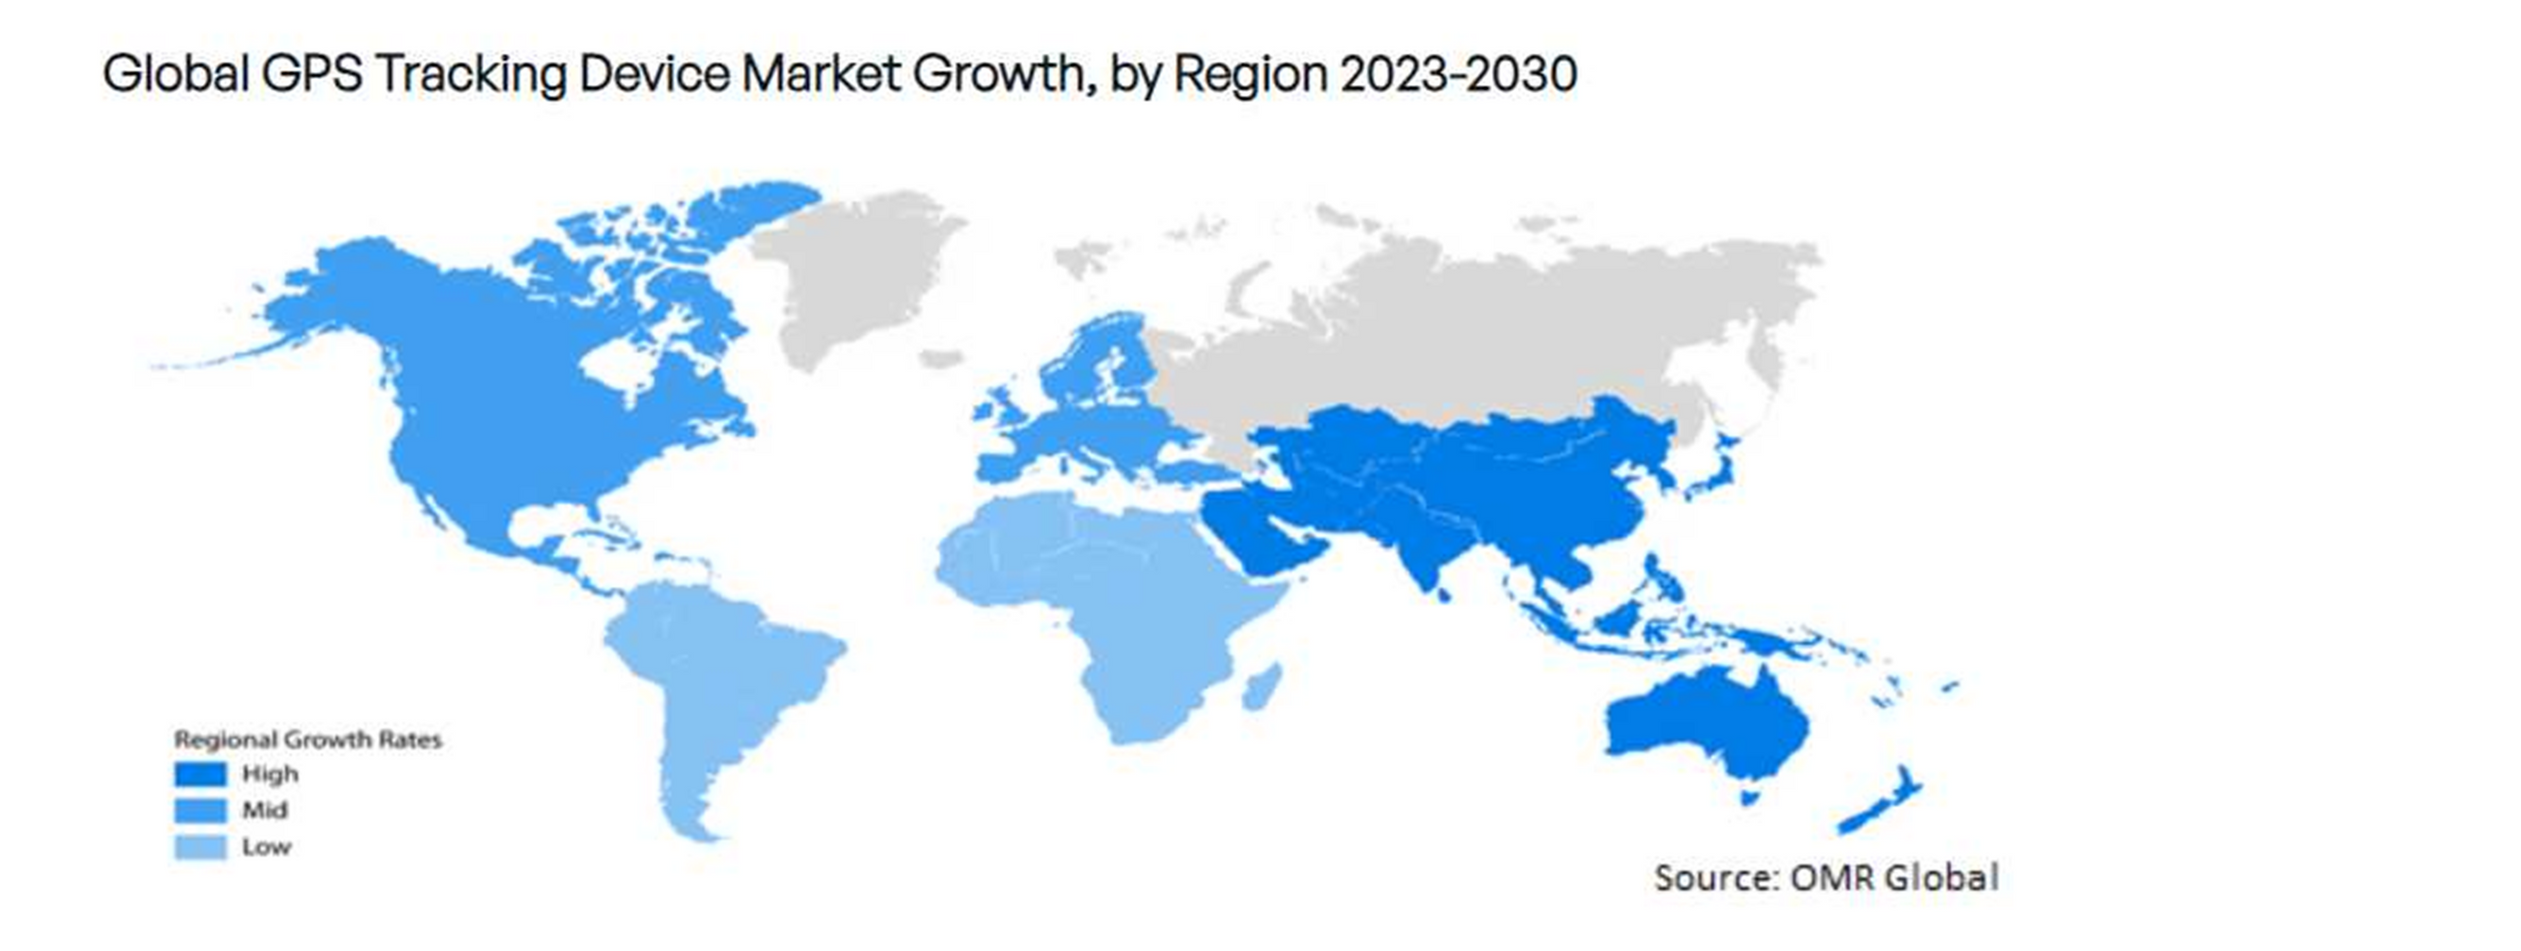 Global GPS Tracking Device Market Growth, by Region 2023-2030
Regional Growth Rates
High
Mid
Low
Source: OMR Global